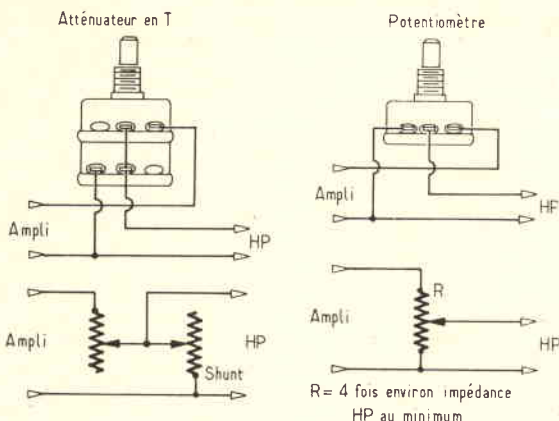 Atténuateur en T
Potentiomètre
Ampli
HP
Ampli
HP
Ampli
HP
Shunt
R
Ampli
HP
R= 4 fois environ impédance
HP au minimum